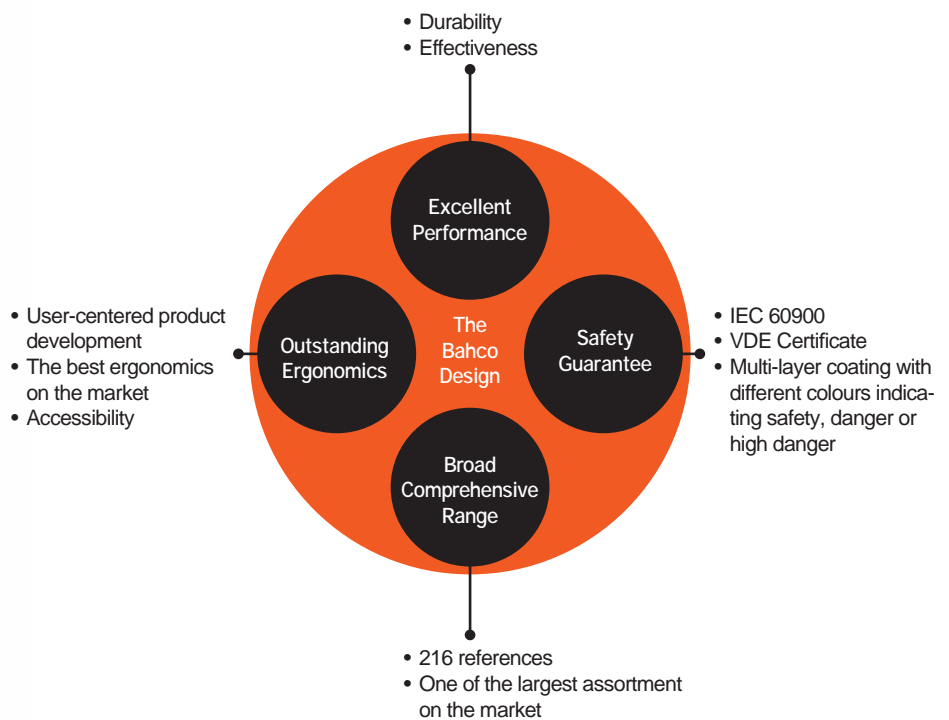 • Durability
• Effectiveness
Excellent
Performance
• User-centered product
development
• The best ergonomics
on the market
• Accessibility
Outstanding
Ergonomics
The
Bahco
Design
Safety
Guarantee
• IEC 60900
• VDE Certificate
• Multi-layer coating with
different colours indica-
ting safety, danger or
high danger
Broad
Comprehensive
Range
• 216 references
• One of the largest assortment
on the market